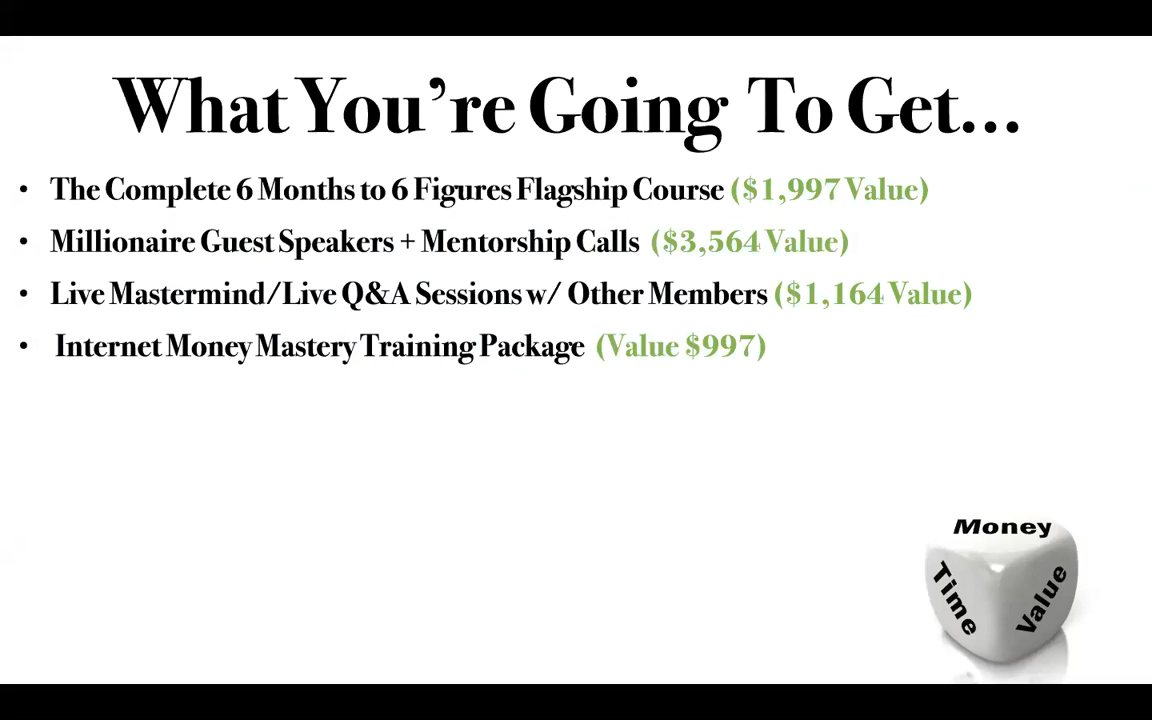 What You’re Going To Get...
• The Complete 6 Months to 6 Figures Flagship Course ($1,997 Value)
• Millionaire Guest Speakers + Mentorship Calls ($3,564 Value)
• Live Mastermind/Live Q&A Sessions w/ Other Members ($1,164 Value)
• Internet Money Mastery Training Package (Value $997)
Money
Time
Value